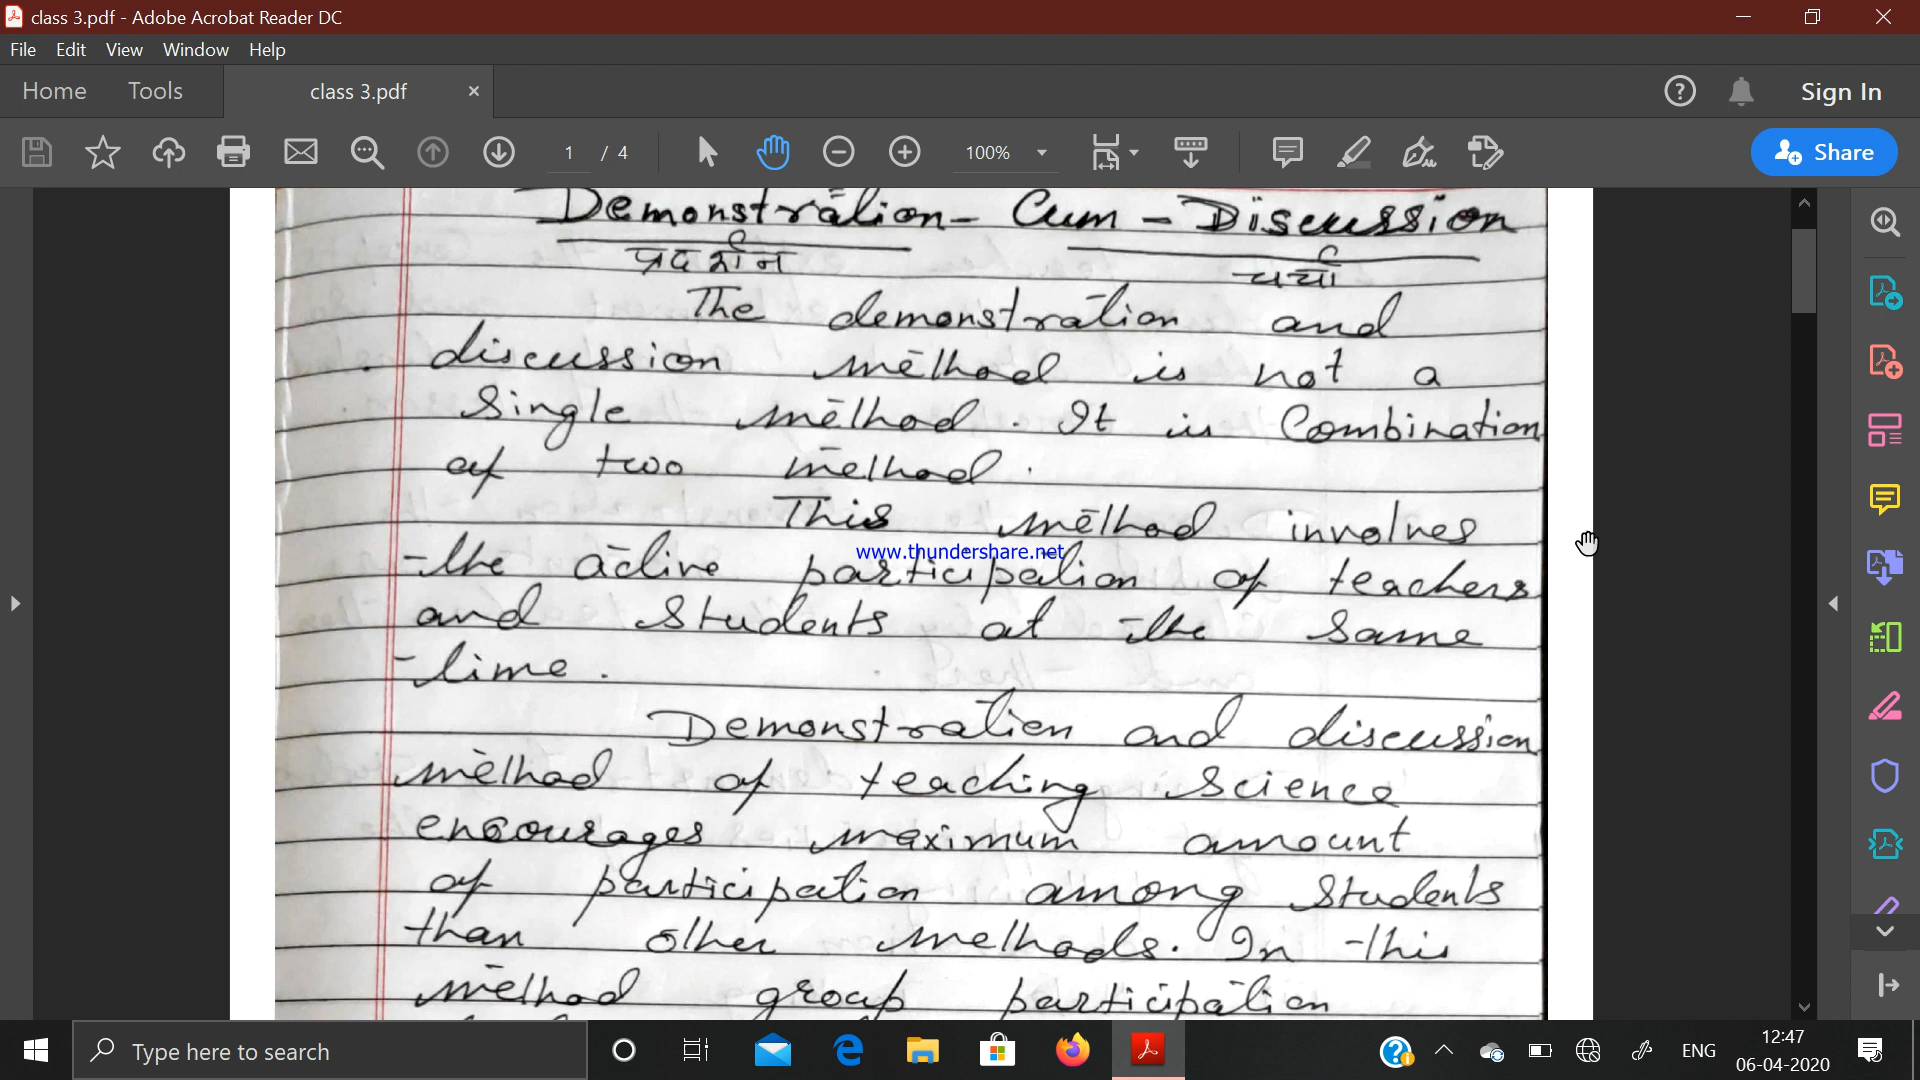 class 3.pdf - Adobe Acrobat Reader DC
File Edit View Window Help
Home Tools class 3.pdf × Sign In
1 / 4 100% Share
Demonstration - Cum - Discussion
प्रदर्शन चर्चा
The demonstration and
discussion method is not a
Single method. It is Combination
of two method.
This method involves
www.thundershare.net
the active participation of teachers
and Students at the Same
time.
Demonstration and discussion
method of teaching Science
encourages maximum amount
of participation among Students
than other methods. In this
method group participation
Type here to search
ENG 12:47
06-04-2020